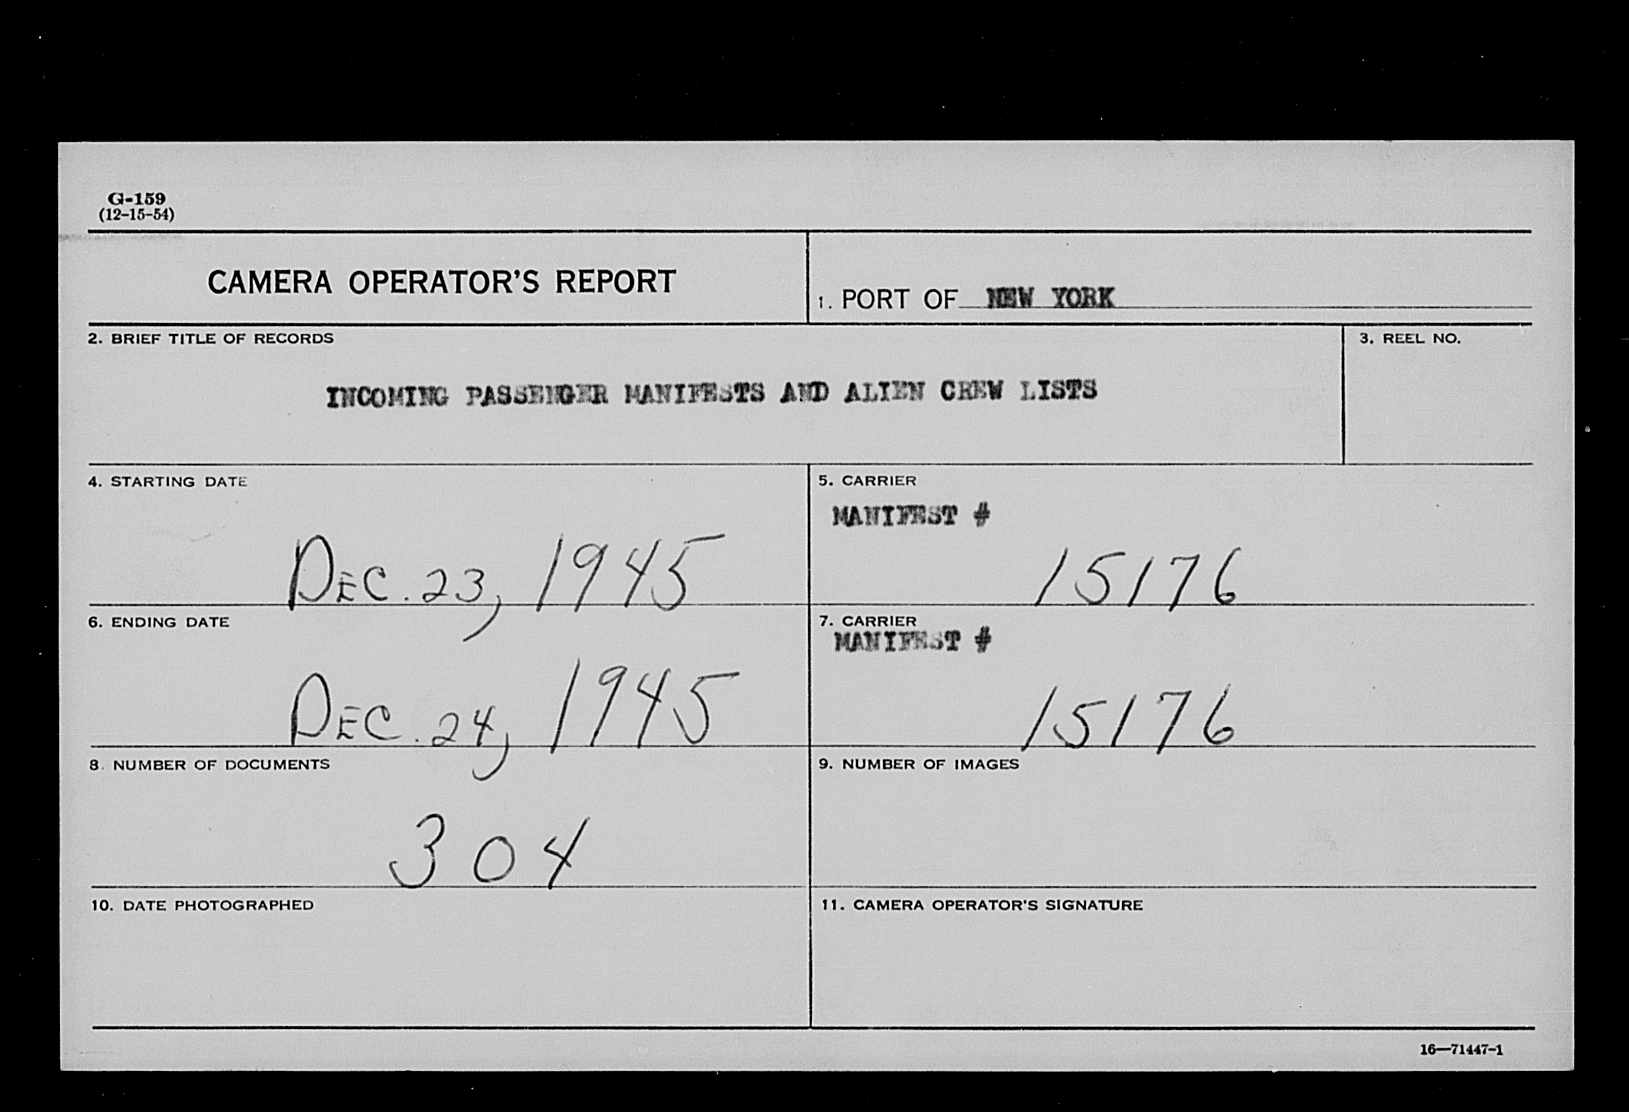 G-159
(12-15-54)
CAMERA OPERATOR'S REPORT
1. PORT OF NEW YORK
2. BRIEF TITLE OF RECORDS
3. REEL NO.
INCOMING PASSENGER MANIFESTS AND ALIEN CREW LISTS
4. STARTING DATE
5. CARRIER
MANIFEST #
DEC. 23, 1945
15176
6. ENDING DATE
7. CARRIER
MANIFEST #
DEC. 24, 1945
15176
8. NUMBER OF DOCUMENTS
9. NUMBER OF IMAGES
304
10. DATE PHOTOGRAPHED
11. CAMERA OPERATOR'S SIGNATURE
16—71447-1